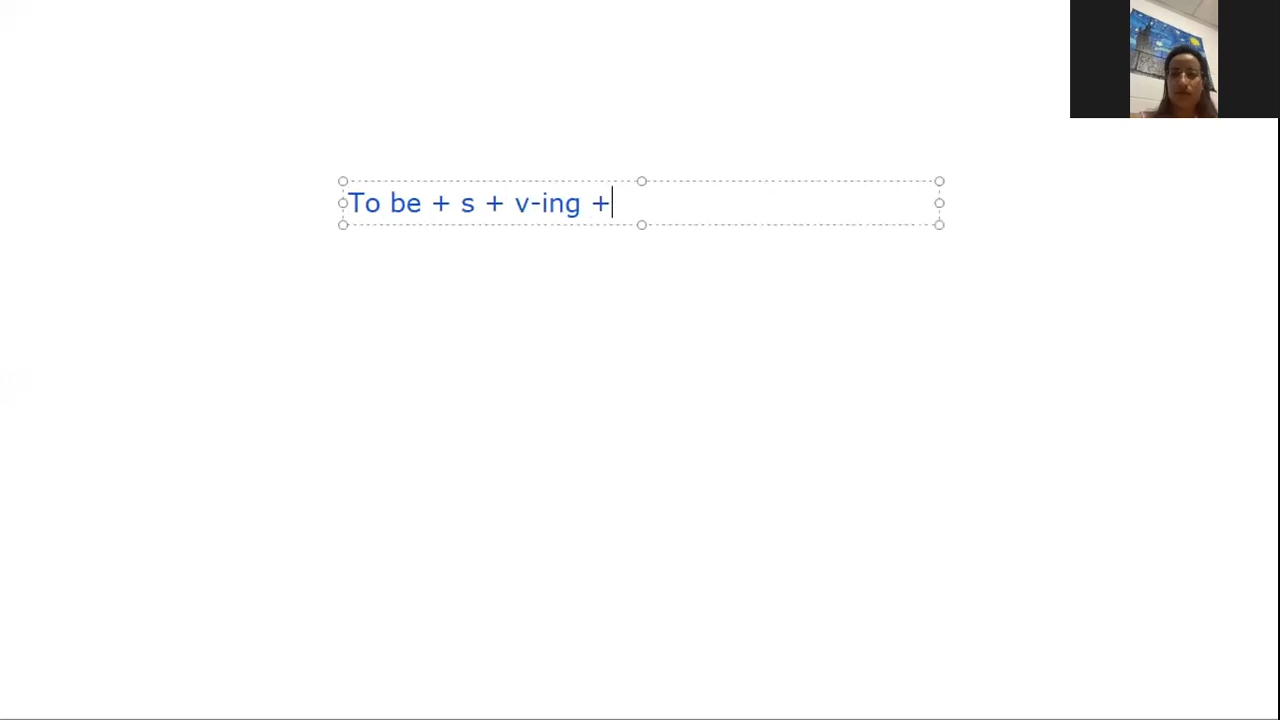 To be + s + v-ing +